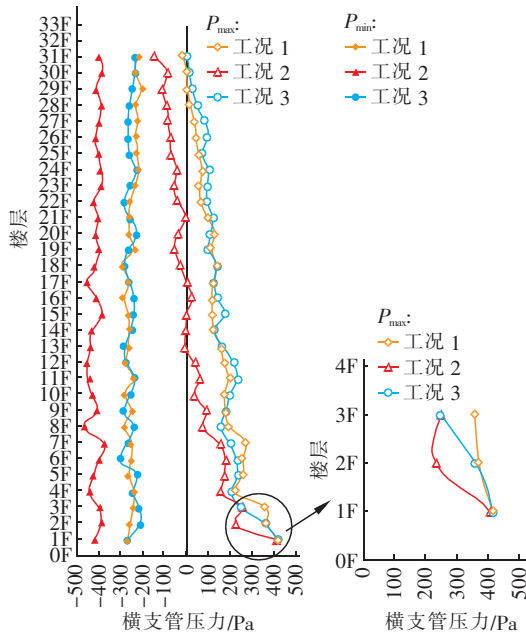 P max:
工况 1
工况 2
工况 3
P min:
工况 1
工况 2
工况 3
楼层
33F
32F
31F
30F
29F
28F
27F
26F
25F
24F
23F
22F
21F
20F
19F
18F
17F
16F
15F
14F
13F
12F
11F
10F
9F
8F
7F
6F
5F
4F
3F
2F
1F
0F
-500
-400
-300
-200
-100
0
100
200
300
400
500
横支管压力/Pa
P max:
工况 1
工况 2
工况 3
楼层
4F
3F
2F
1F
0F
0
100
200
300
400
500
横支管压力/Pa